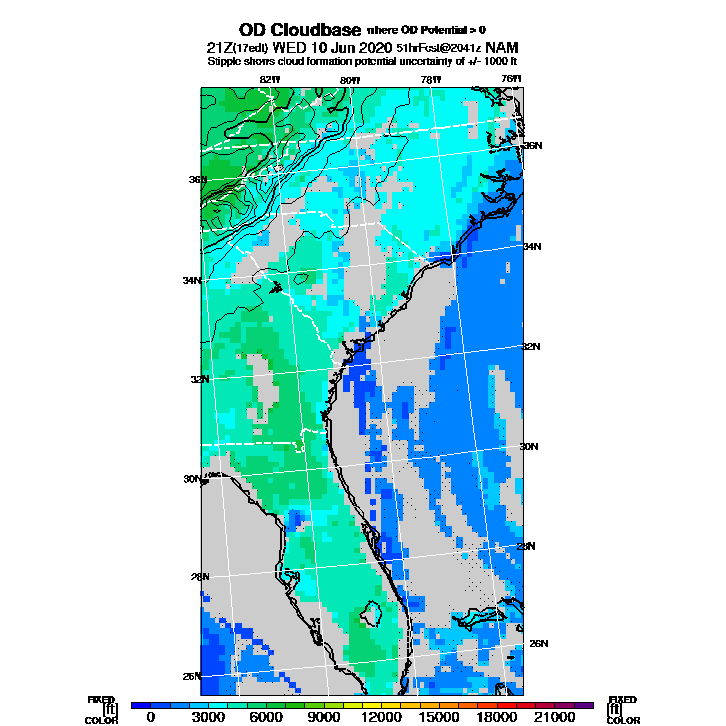 OD Cloudbase where OD Potential > 0
21Z(17edt) WED 10 Jun 2020 51hrFcst@2041z NAM
Stipple shows cloud formation potential uncertainty of +/- 1000 ft
82W 80W 78W 76W
36N
36N
34N
34N
32N
32N
30N
30N
28N
28N
26N
26N
FIXED FIXED
[ft] [ft]
COLOR 0 3000 6000 9000 12000 15000 18000 21000 COLOR